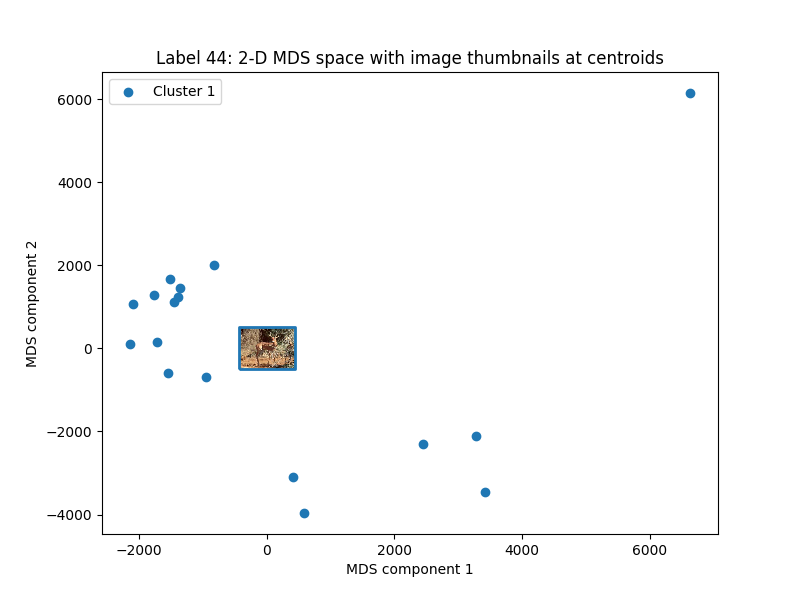 Label 44: 2-D MDS space with image thumbnails at centroids
Cluster 1
6000
4000
2000
0
−2000
−4000
MDS component 2
−2000
0
2000
4000
6000
MDS component 1